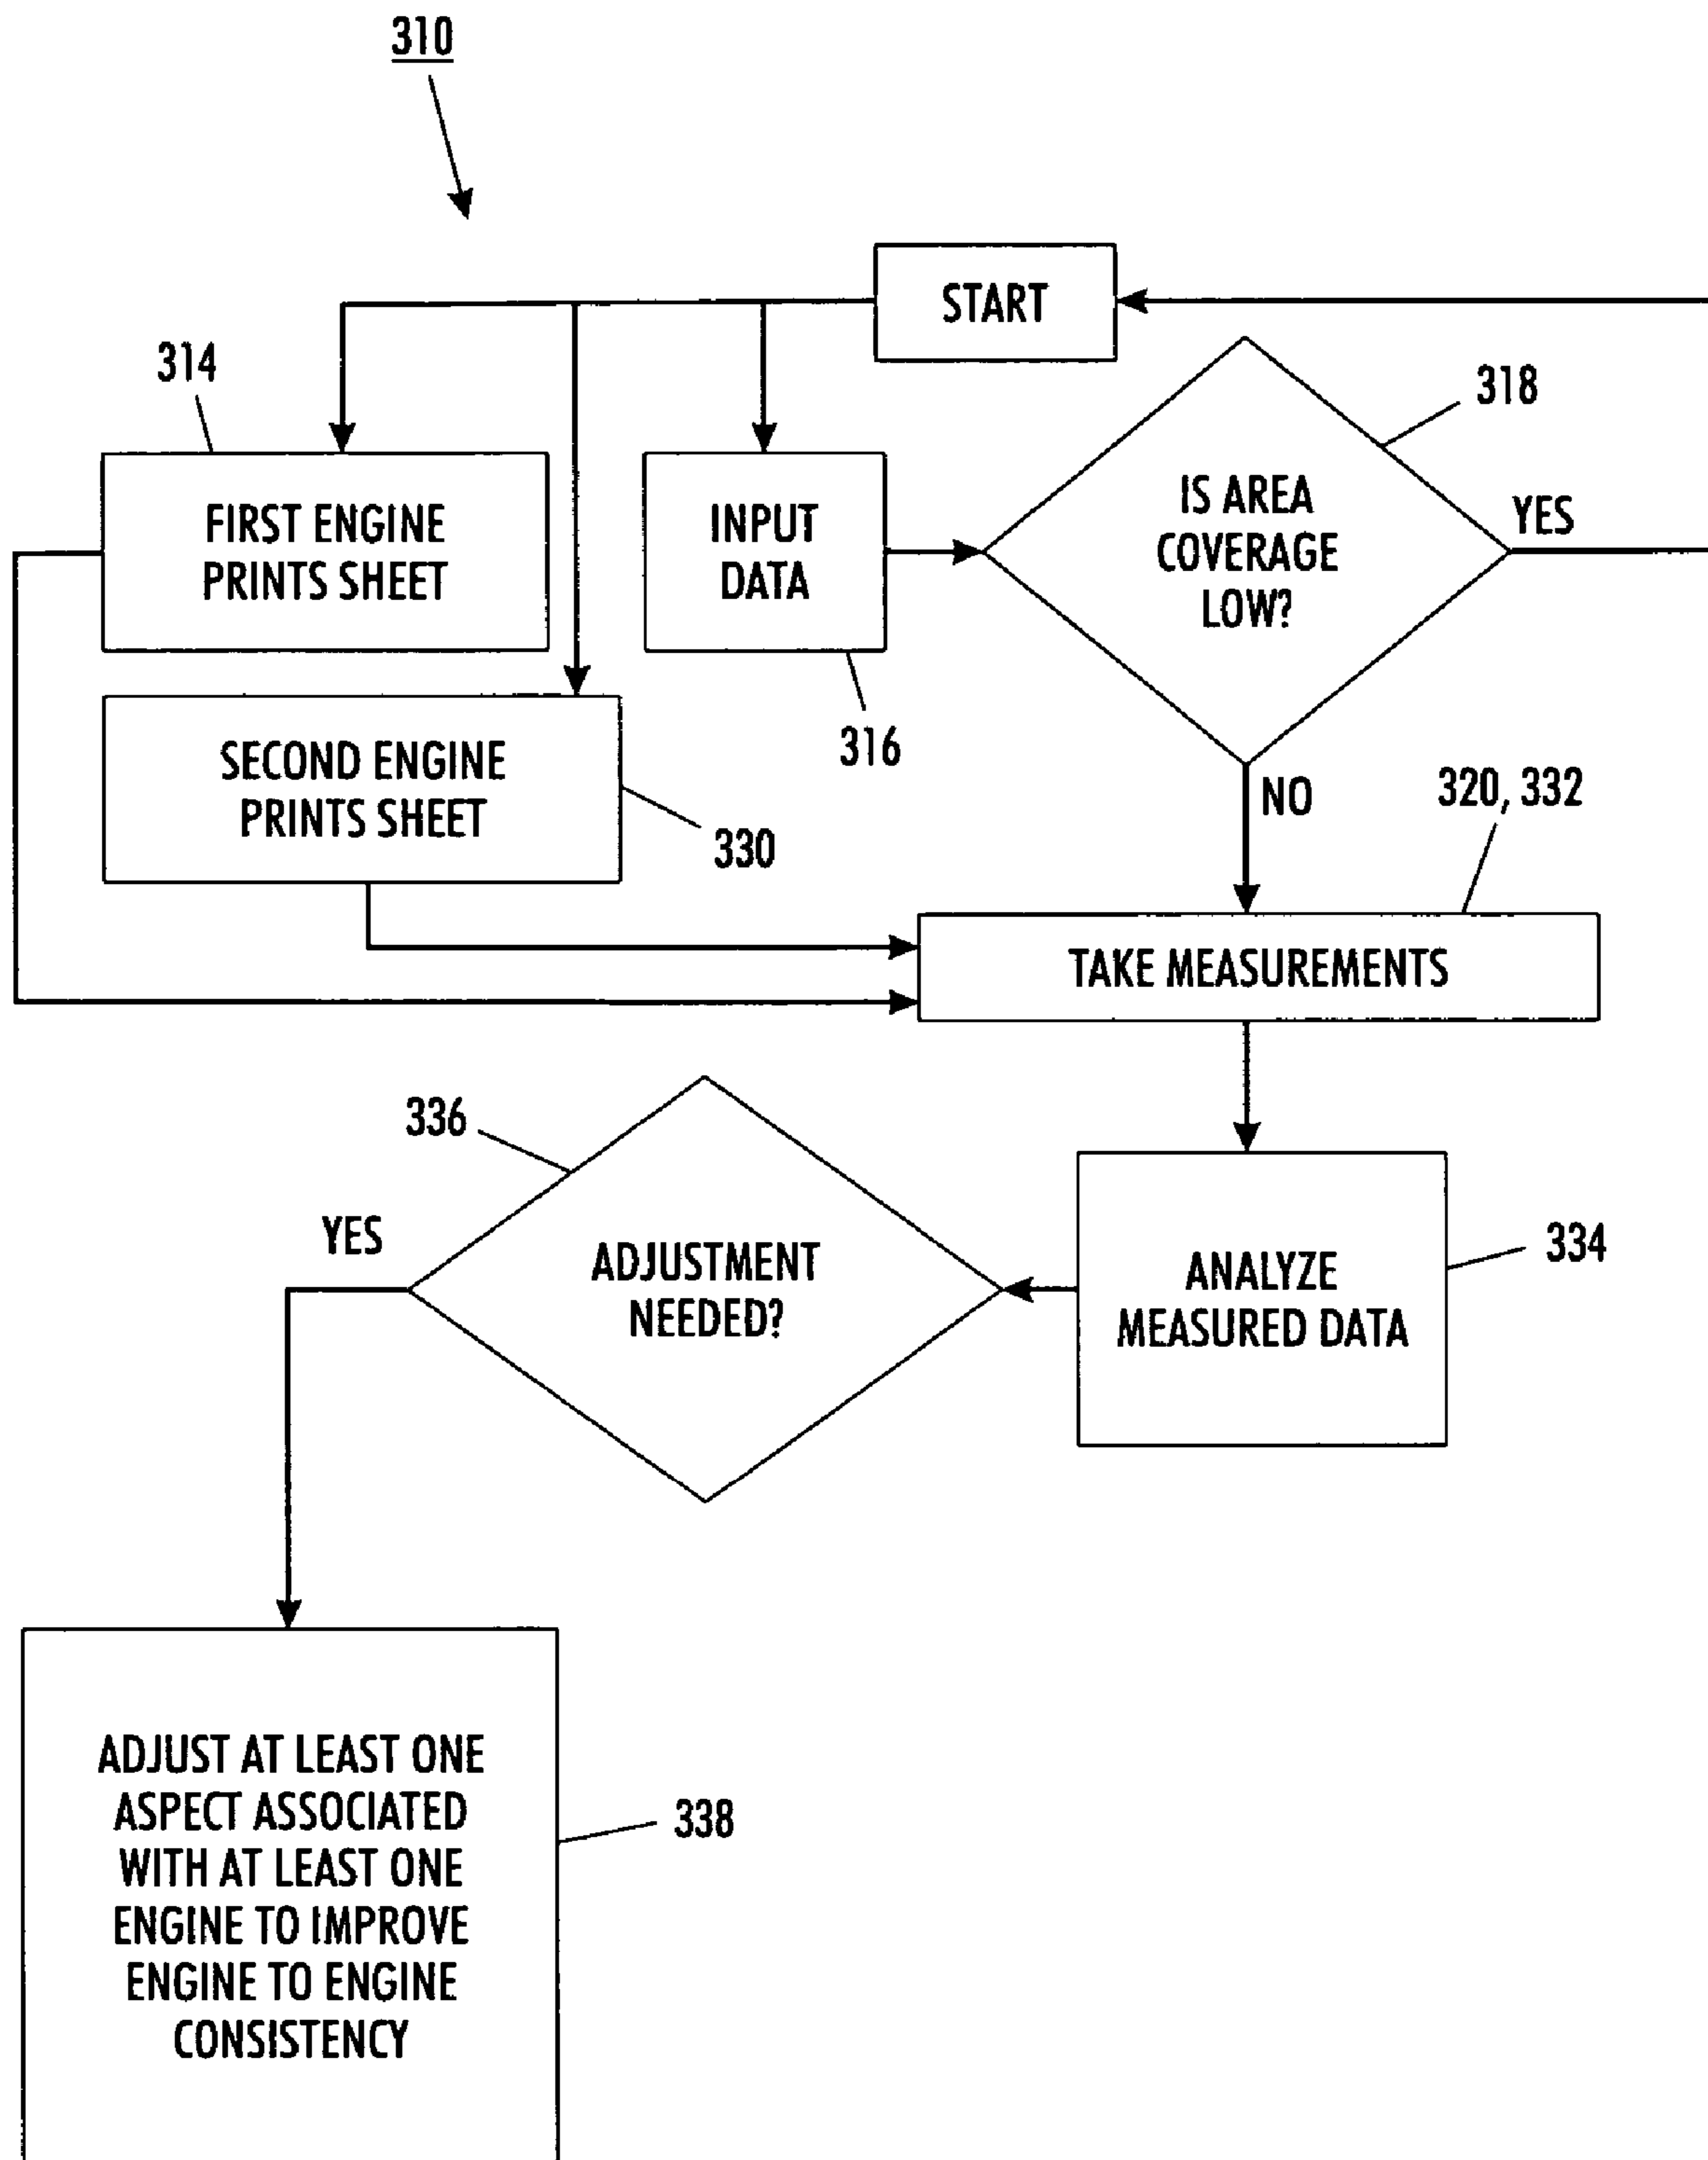 310
START
314
318
FIRST ENGINE
PRINTS SHEET
INPUT
DATA
IS AREA
COVERAGE
LOW?
YES
316
SECOND ENGINE
PRINTS SHEET
330
NO
320, 332
TAKE MEASUREMENTS
336
YES
ADJUSTMENT
NEEDED?
ANALYZE
MEASURED DATA
334
ADJUST AT LEAST ONE
ASPECT ASSOCIATED
WITH AT LEAST ONE
ENGINE TO IMPROVE
ENGINE TO ENGINE
CONSISTENCY
338